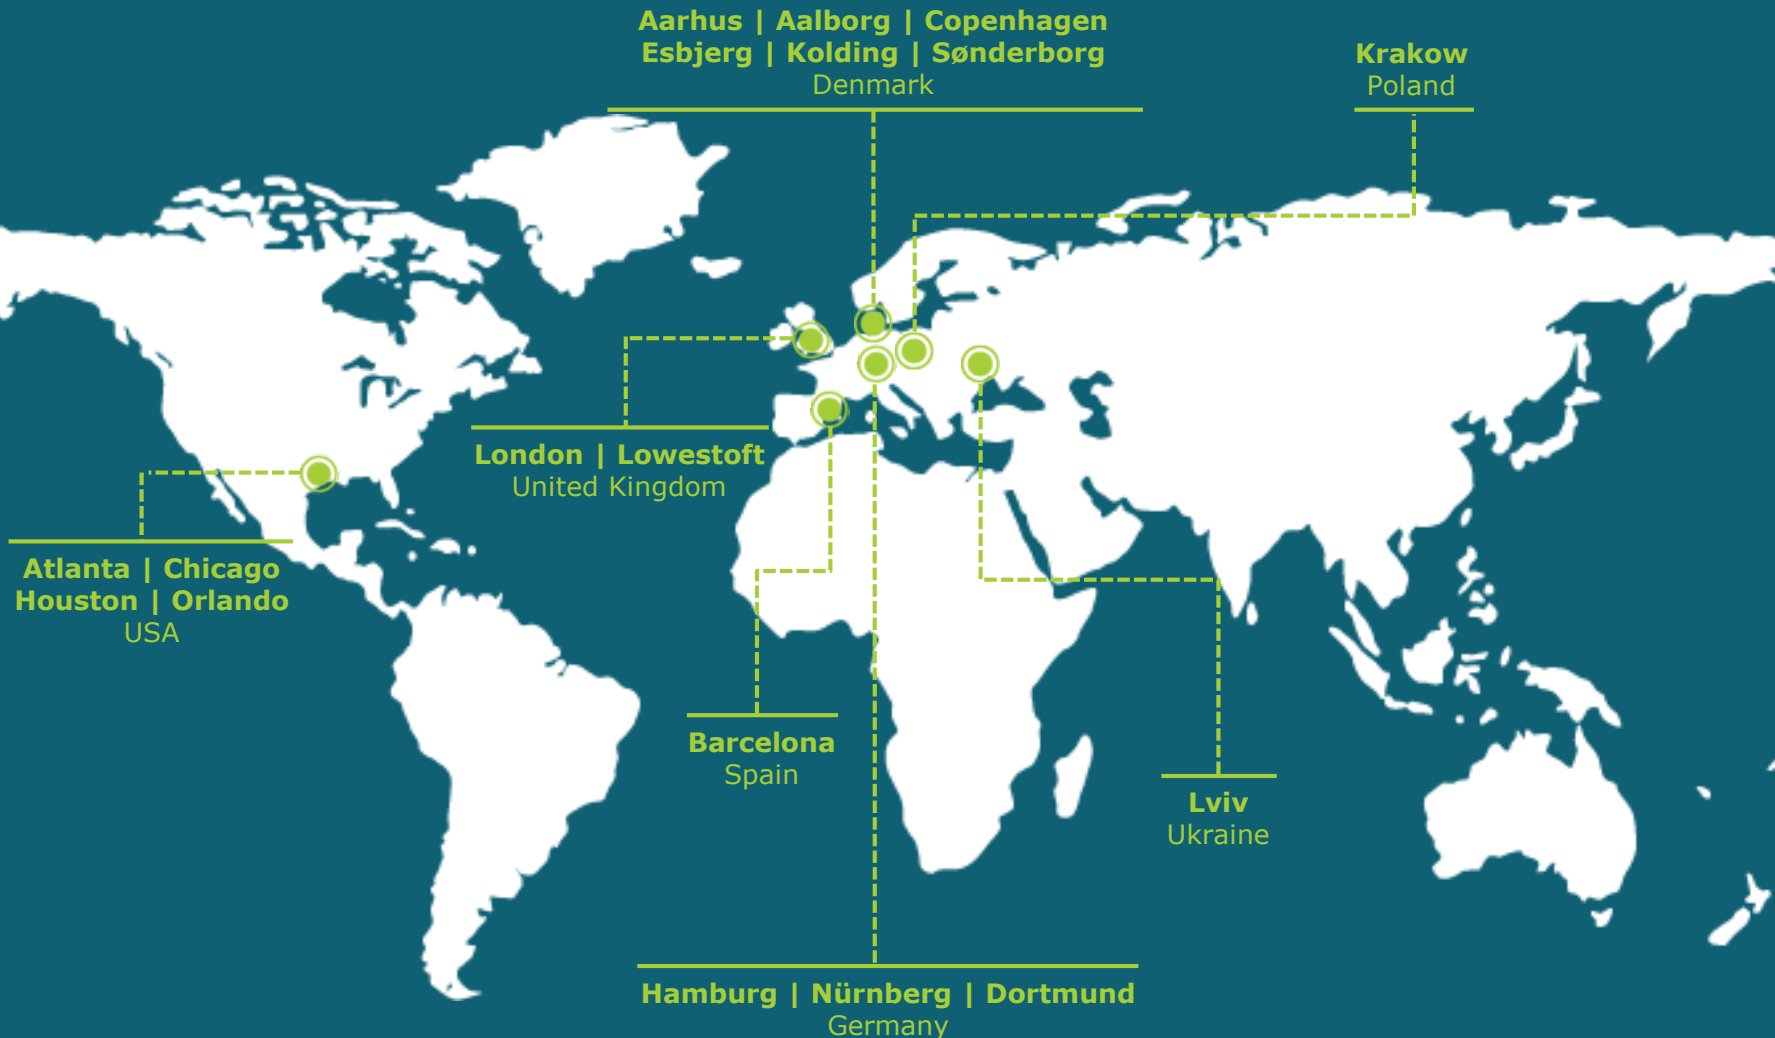 Aarhus | Aalborg | Copenhagen
Esbjerg | Kolding | Sønderborg
Denmark
Krakow
Poland
London | Lowestoft
United Kingdom
Atlanta | Chicago
Houston | Orlando
USA
Barcelona
Spain
Lviv
Ukraine
Hamburg | Nürnberg | Dortmund
Germany